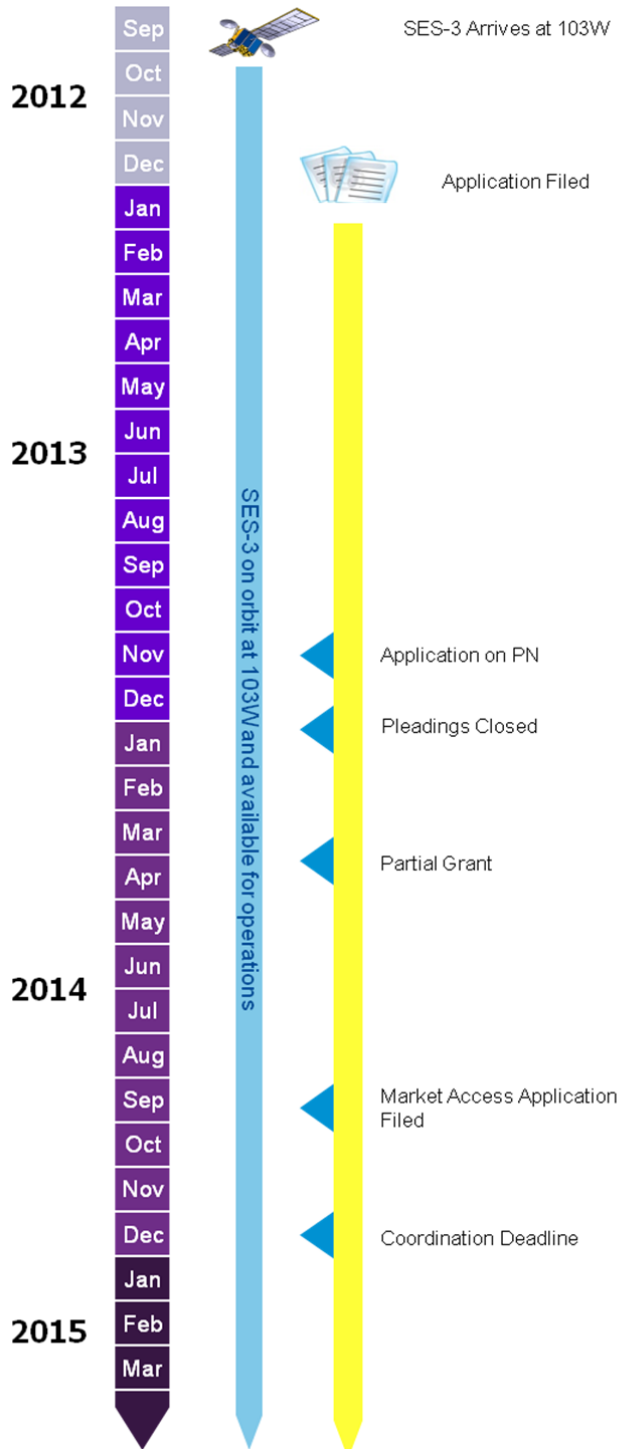 Sep
SES-3 Arrives at 103W
Oct
2012
Nov
Dec
Application Filed
Jan
Feb
Mar
Apr
May
Jun
2013
Jul
Aug
Sep
Oct
Nov
Application on PN
Dec
Pleadings Closed
Jan
Feb
Mar
Partial Grant
Apr
May
Jun
2014
Jul
Aug
Sep
Market Access Application
Filed
Oct
Nov
Dec
Coordination Deadline
Jan
Feb
2015
Mar
SES-3 on orbit at 103W and available for operations